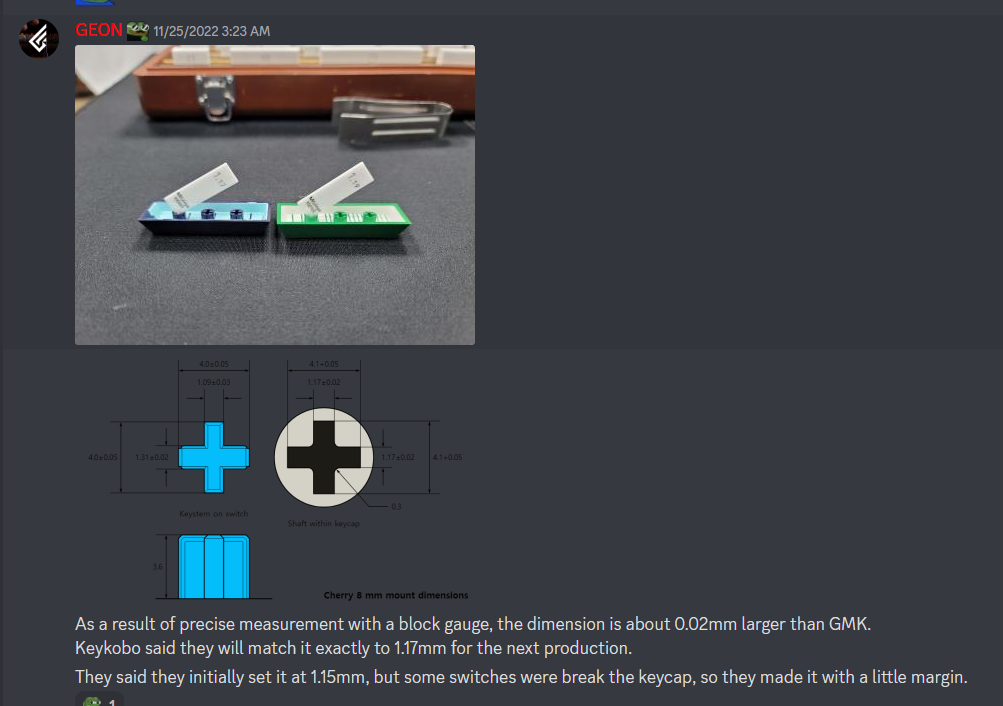 GEON 11/25/2022 3:23 AM
1.17
1.19
4.0±0.05
4.1+0.05
1.09±0.03
1.17±0.02
4.0±0.05
1.31±0.02
1.17±0.02
4.1+0.05
0.3
Keystem on switch
Shaft within keycap
3.6
Cherry 8 mm mount dimensions
As a result of precise measurement with a block gauge, the dimension is about 0.02mm larger than GMK.
Keykobo said they will match it exactly to 1.17mm for the next production.
They said they initially set it at 1.15mm, but some switches were break the keycap, so they made it with a little margin.
1